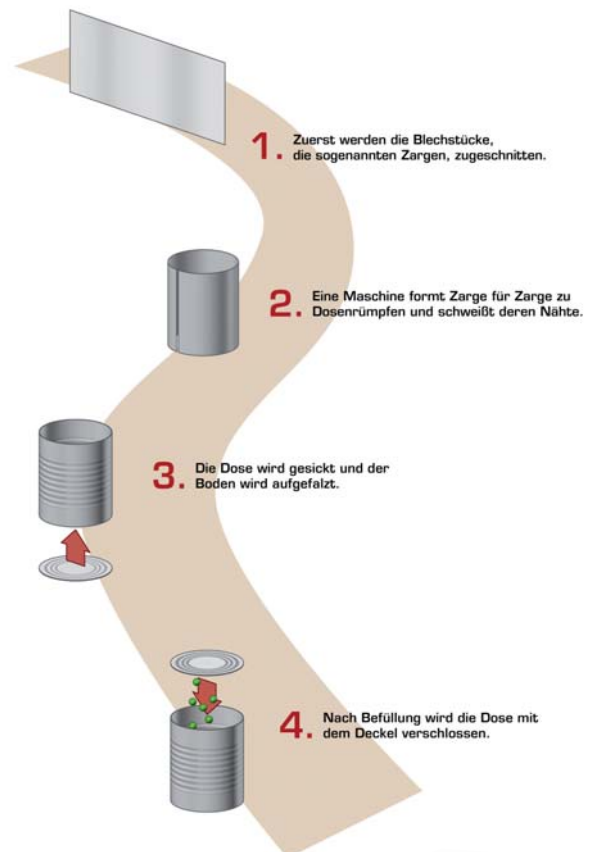 1. Zuerst werden die Blechstücke,
die sogenannten Zargen, zugeschnitten.
2. Eine Maschine formt Zarge für Zarge zu
Dosenrümpfen und schweißt deren Nähte.
3. Die Dose wird gesickt und der
Boden wird aufgefalzt.
4. Nach Befüllung wird die Dose mit
dem Deckel verschlossen.